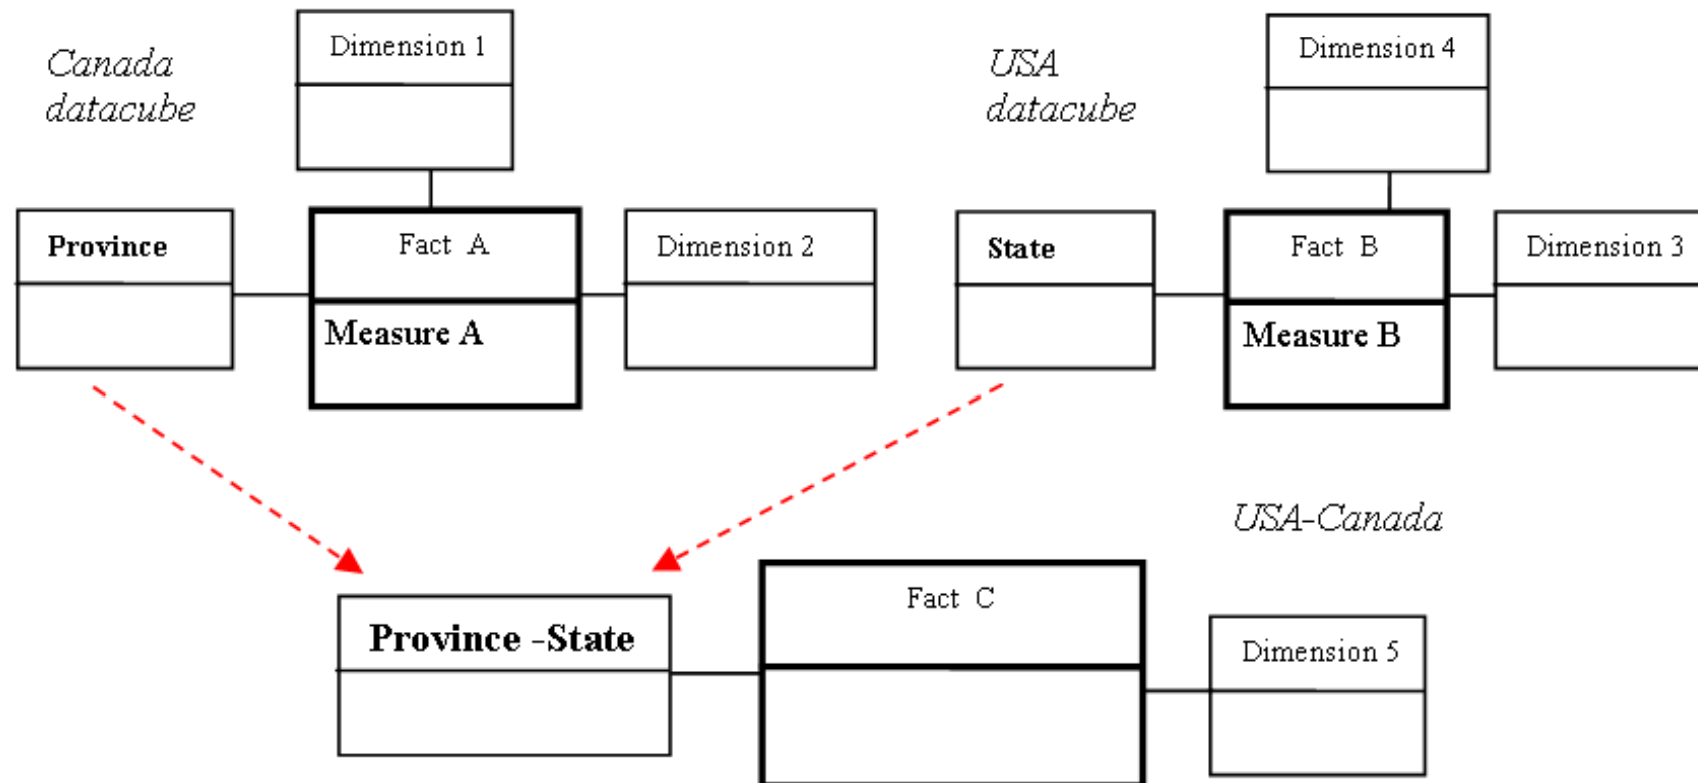 Canada
datacube
Dimension 1
Province
Fact A
Measure A
Dimension 2
USA
datacube
Dimension 4
State
Fact B
Measure B
Dimension 3
USA-Canada
Province -State
Fact C
Dimension 5